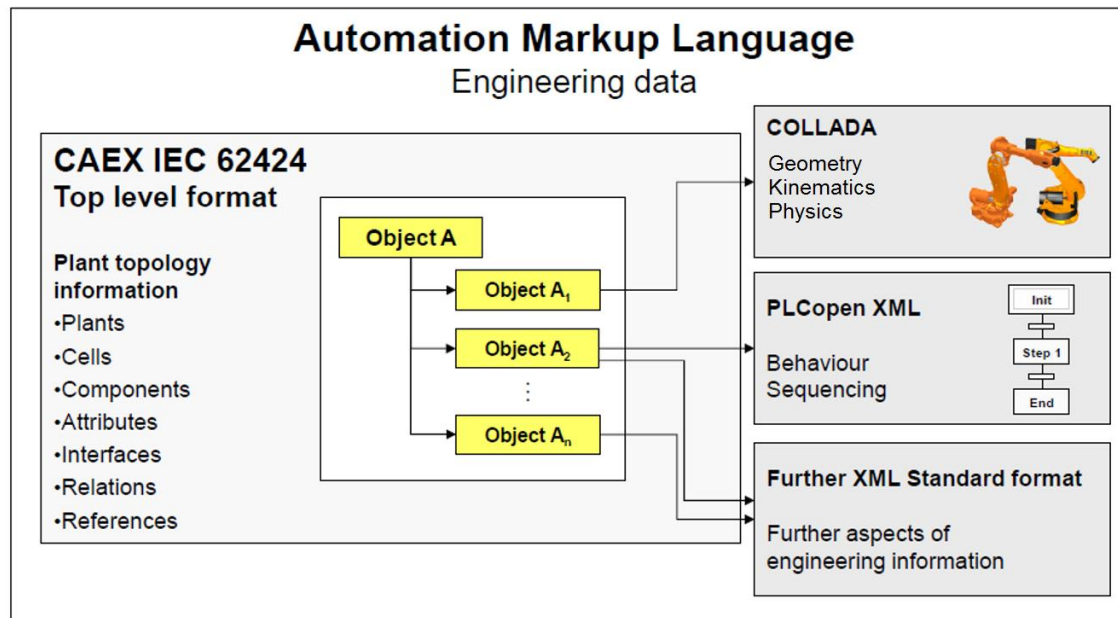 Automation Markup Language
Engineering data
CAEX IEC 62424
Top level format
Plant topology
information
•Plants
•Cells
•Components
•Attributes
•Interfaces
•Relations
•References
Object A
Object A₁
Object A₂
⋮
Object Aₙ
COLLADA
Geometry
Kinematics
Physics
PLCopen XML
Behaviour
Sequencing
Init
Step 1
End
Further XML Standard format
Further aspects of
engineering information